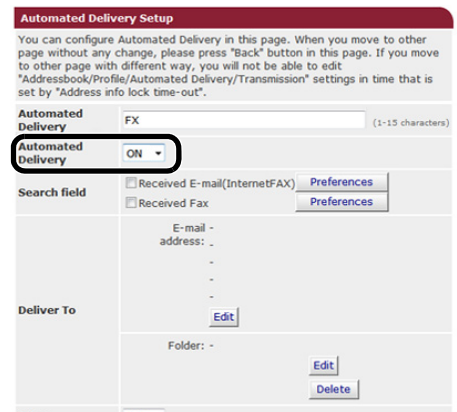 Automated Delivery Setup
You can configure Automated Delivery in this page. When you move to other
page without any change, please press "Back" button in this page. If you move
to other page with different way, you will not be able to edit
"Addressbook/Profile/Automated Delivery/Transmission" settings in time that is
set by "Address info lock time-out".
Automated
Delivery
FX
(1-15 characters)
Automated
Delivery
ON
Search field
Received E-mail(InternetFAX)
Preferences
Received Fax
Preferences
Deliver To
E-mail -
address: -
-
-
-
Edit
Folder: -
Edit
Delete